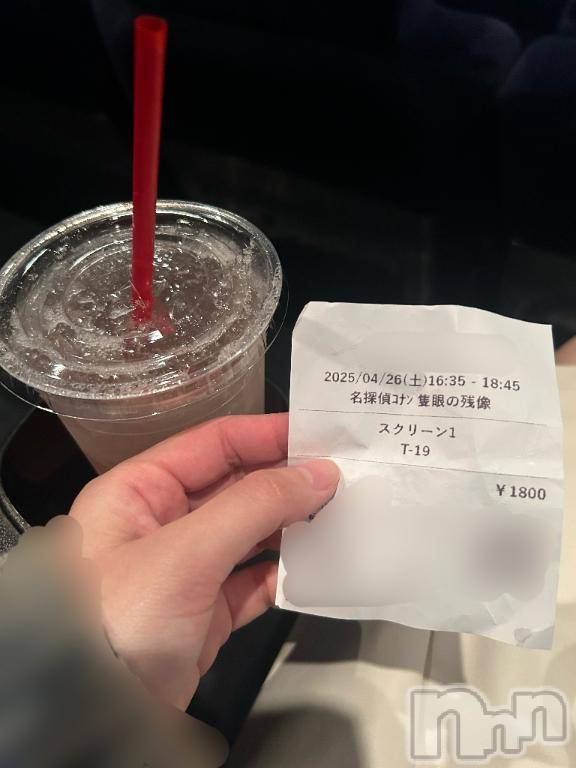 2025/04/26(土)16:35 - 18:45
名探偵ｺﾅﾝ 隻眼の残像
スクリーン1
T-19
￥1800
nnn